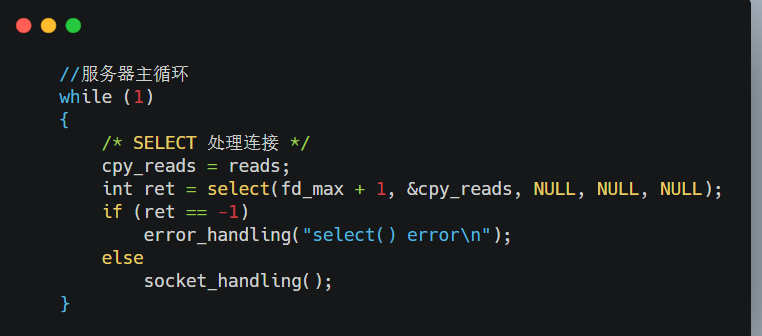 //服务器主循环
while (1)
{
    /* SELECT 处理连接 */
    cpy_reads = reads;
    int ret = select(fd_max + 1, &cpy_reads, NULL, NULL, NULL);
    if (ret == -1)
        error_handling("select() error\n");
    else
        socket_handling();
}